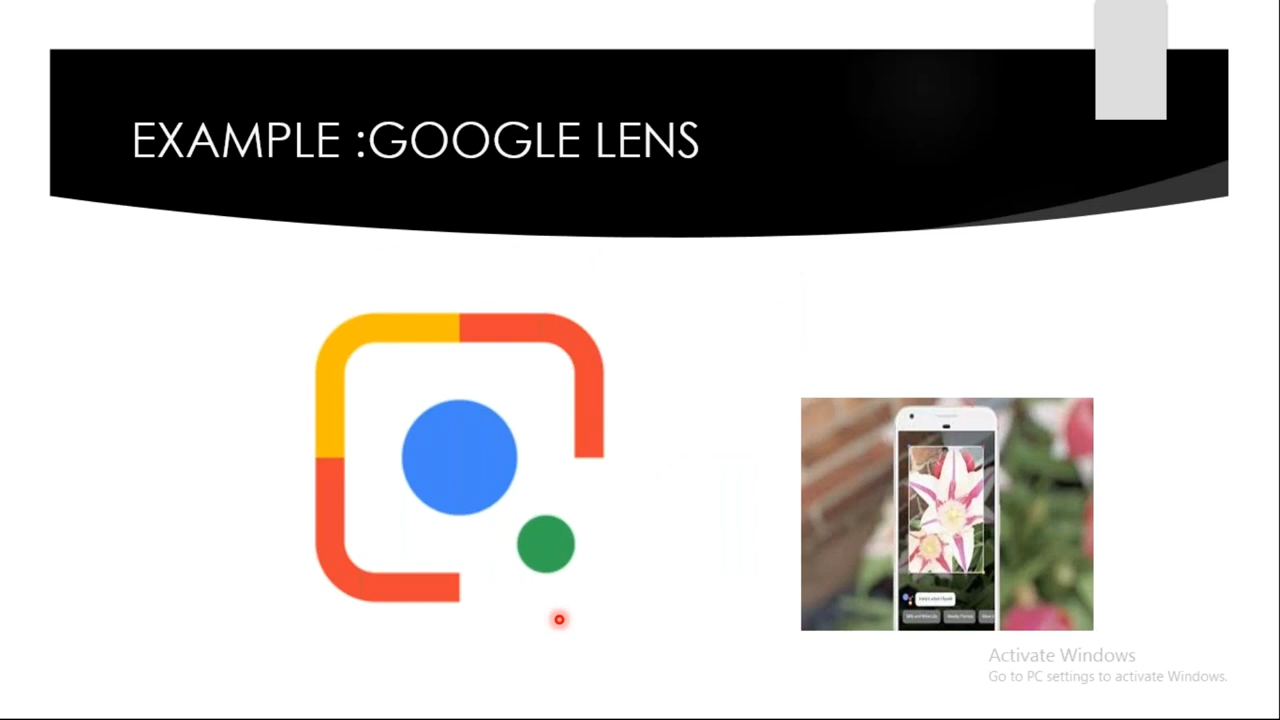 EXAMPLE :GOOGLE LENS
Activate Windows
Go to PC settings to activate Windows.